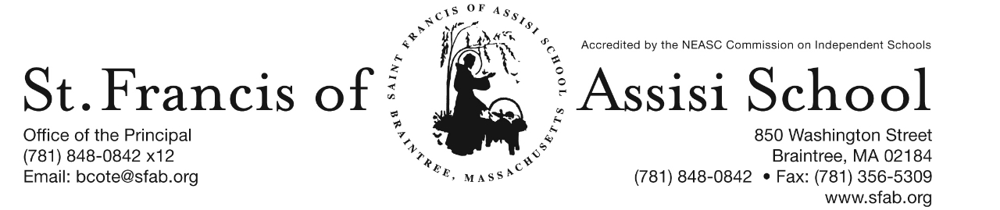 SAINT FRANCIS OF ASSISI SCHOOL
BRAINTREE, MASSACHUSETTS
Accredited by the NEASC Commission on Independent Schools
St. Francis of Assisi School
Office of the Principal
(781) 848-0842 x12
Email: bcote@sfab.org
850 Washington Street
Braintree, MA 02184
(781) 848-0842 • Fax: (781) 356-5309
www.sfab.org